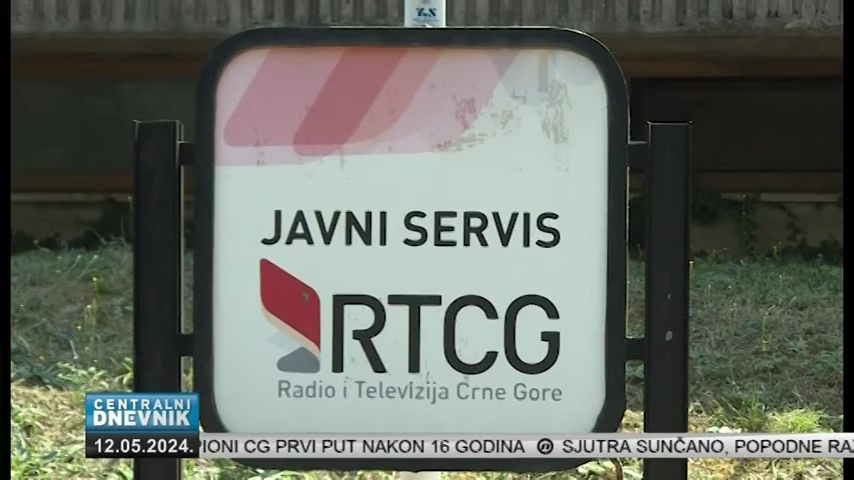 JAVNI SERVIS
RTCG
Radio i Televizija Crne Gore
CENTRALNI
DNEVNIK
12.05.2024.
PIONI CG PRVI PUT NAKON 16 GODINA SJUTRA SUNČANO, POPODNE RAZ